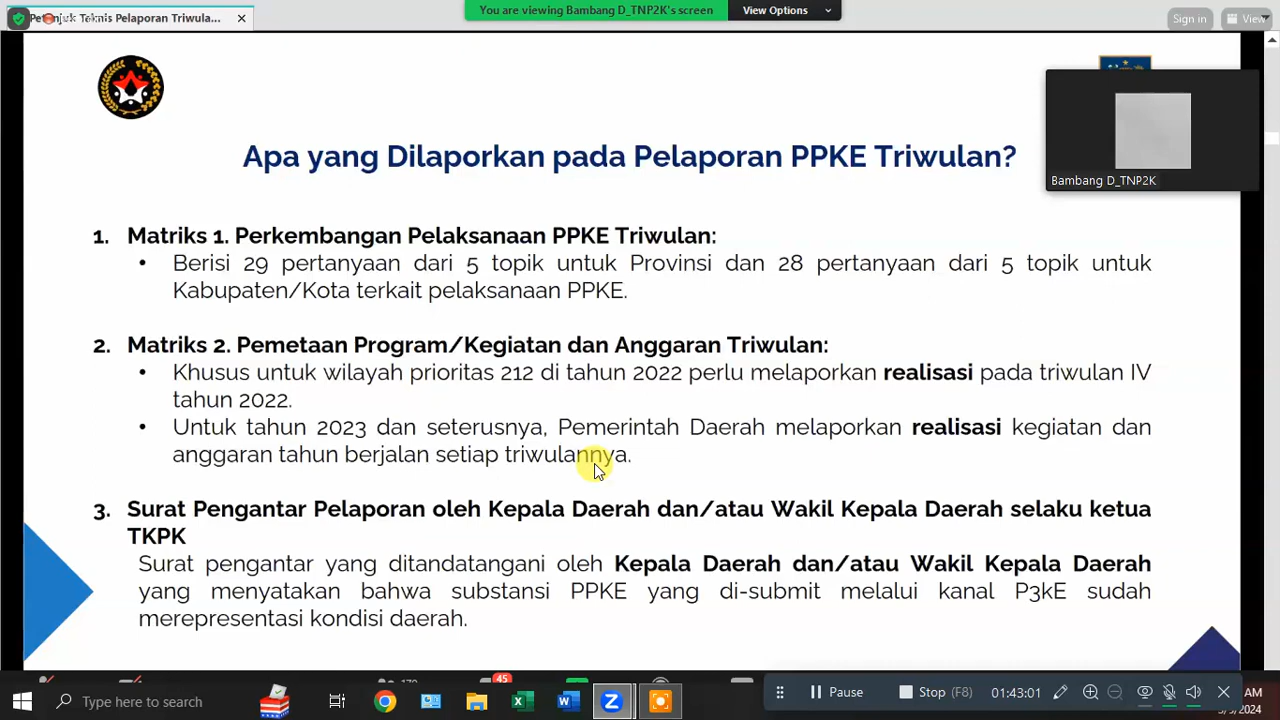 Petunjuk Teknis Pelaporan Triwula...
You are viewing Bambang D_TNP2K's screen
View Options
Sign in
View
Bambang D_TNP2K
Apa yang Dilaporkan pada Pelaporan PPKE Triwulan?
1. Matriks 1. Perkembangan Pelaksanaan PPKE Triwulan:
• Berisi 29 pertanyaan dari 5 topik untuk Provinsi dan 28 pertanyaan dari 5 topik untuk
Kabupaten/Kota terkait pelaksanaan PPKE.
2. Matriks 2. Pemetaan Program/Kegiatan dan Anggaran Triwulan:
• Khusus untuk wilayah prioritas 212 di tahun 2022 perlu melaporkan realisasi pada triwulan IV
tahun 2022.
• Untuk tahun 2023 dan seterusnya, Pemerintah Daerah melaporkan realisasi kegiatan dan
anggaran tahun berjalan setiap triwulannya.
3. Surat Pengantar Pelaporan oleh Kepala Daerah dan/atau Wakil Kepala Daerah selaku ketua
TKPK
Surat pengantar yang ditandatangani oleh Kepala Daerah dan/atau Wakil Kepala Daerah
yang menyatakan bahwa substansi PPKE yang di-submit melalui kanal P3kE sudah
merepresentasi kondisi daerah.
45
Type here to search
Pause
Stop (F8)
01:43:01
AM